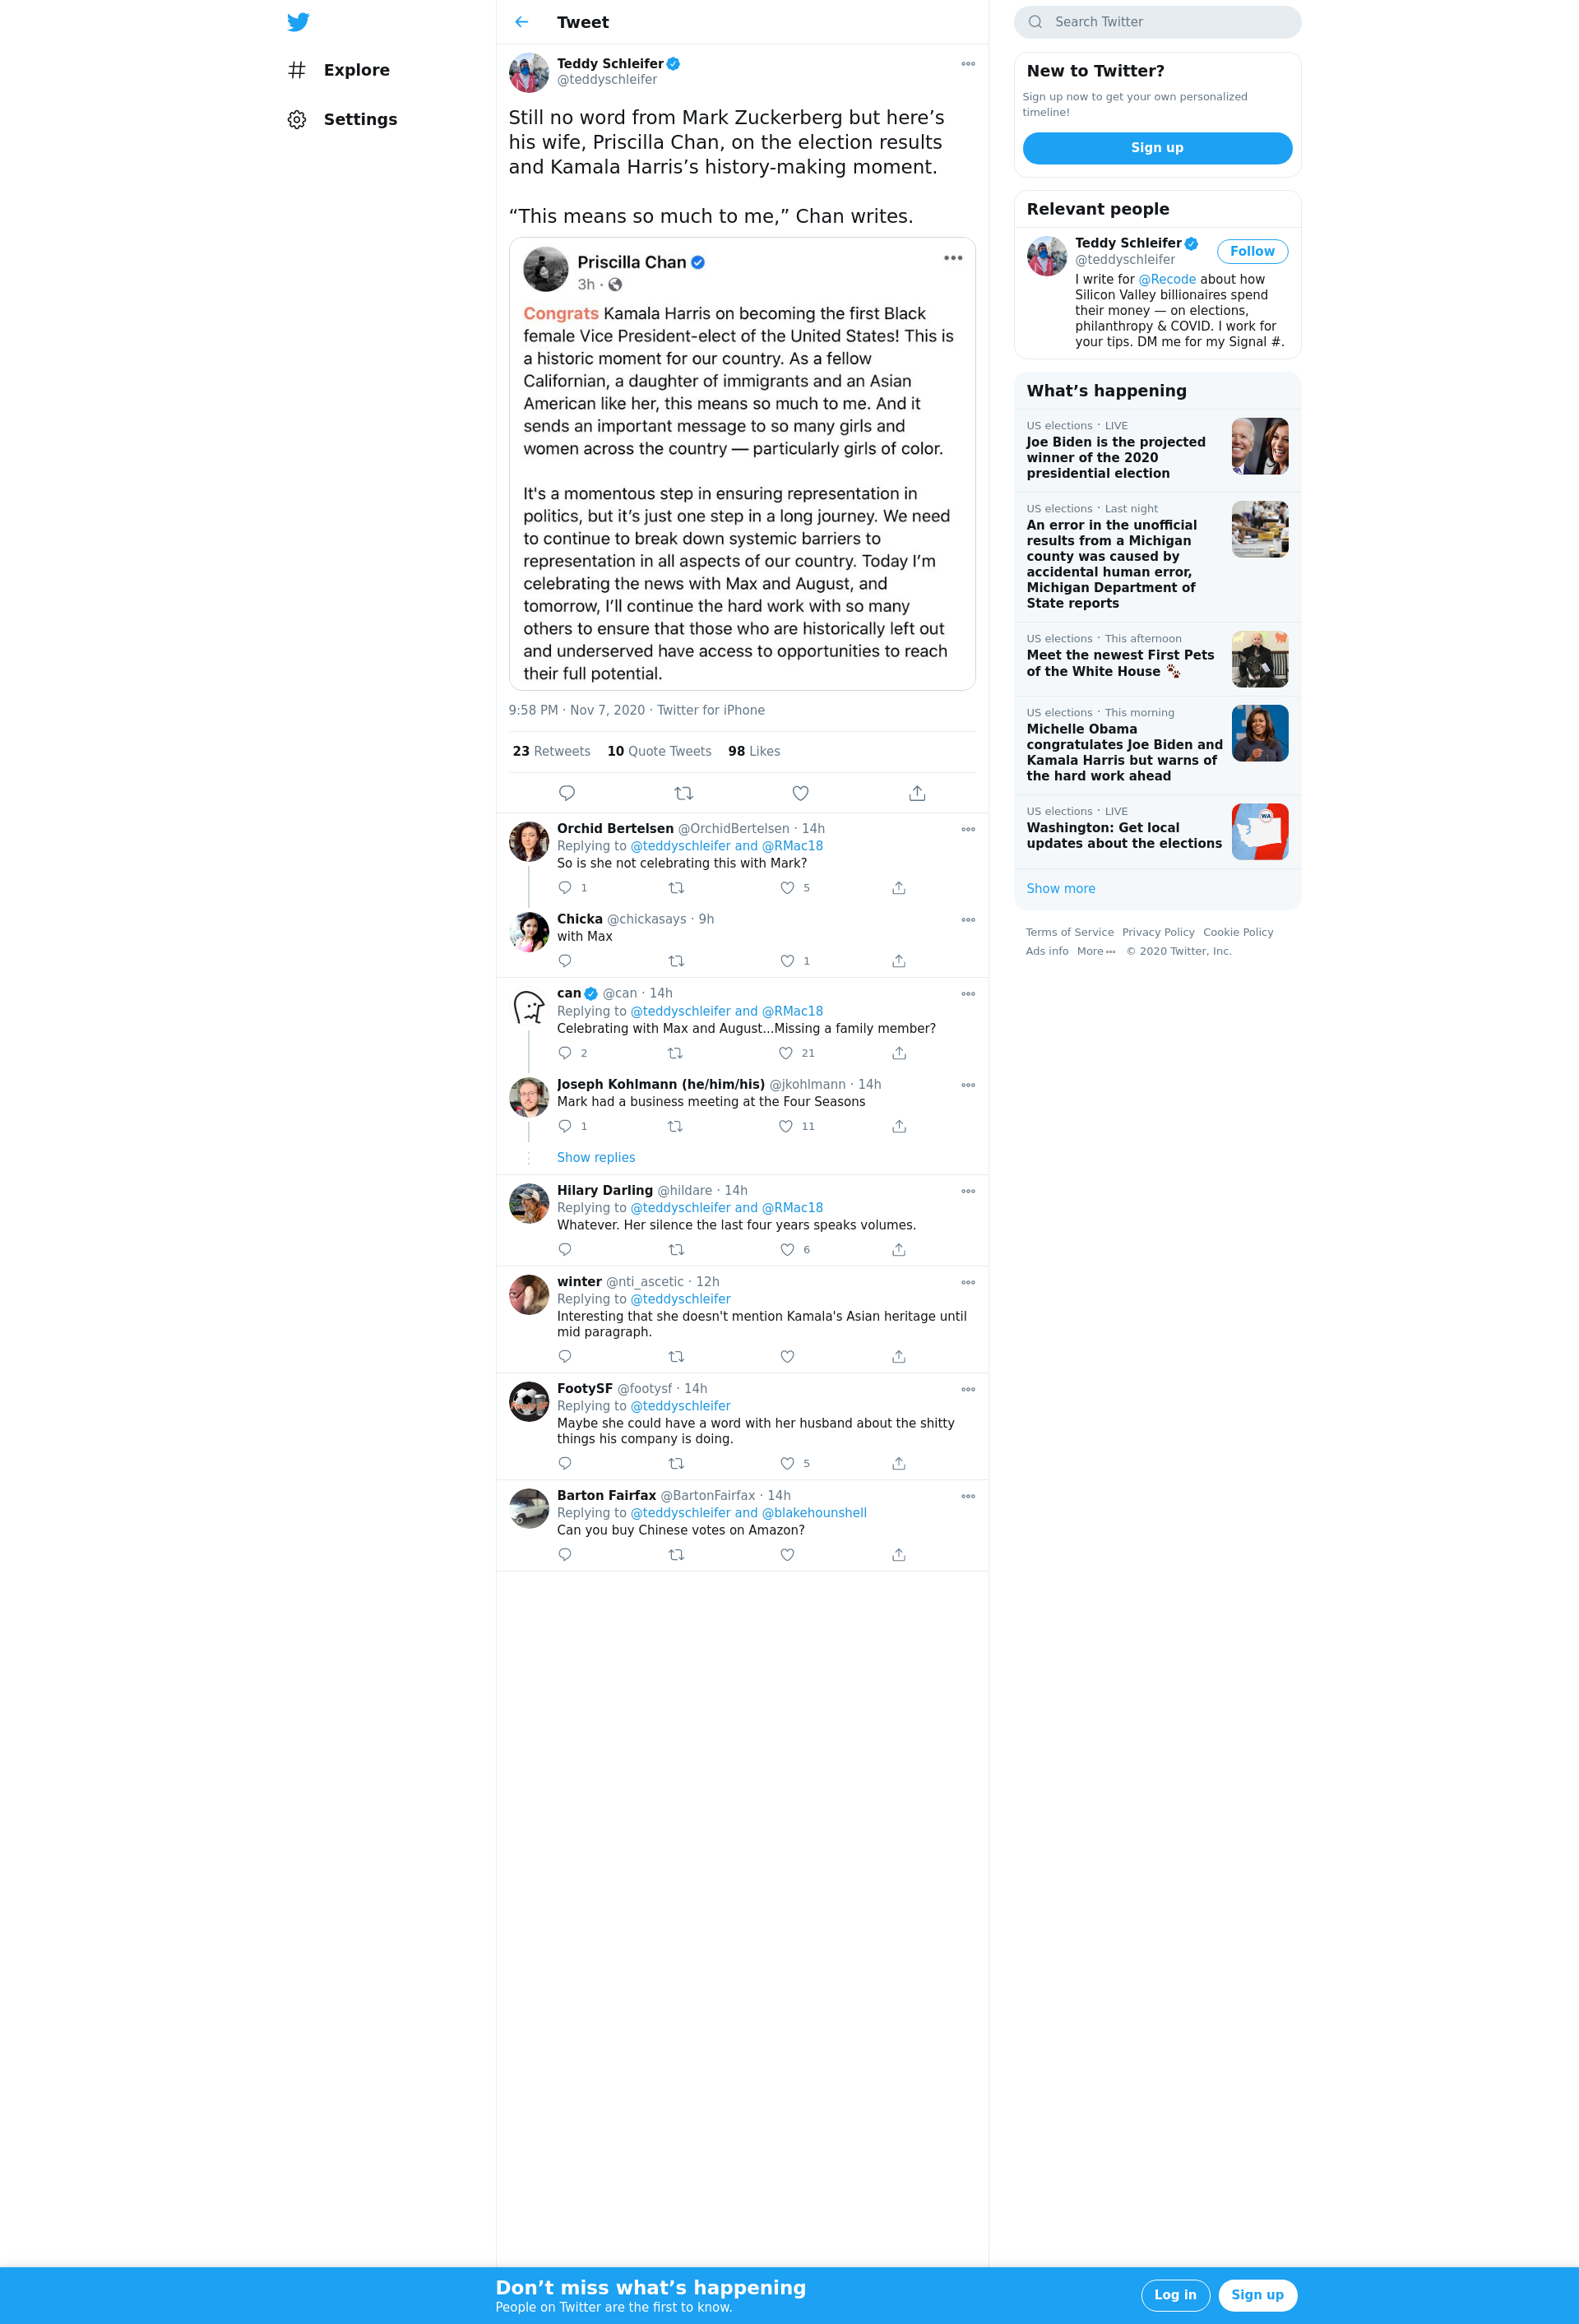 Tweet
Explore
Settings
Teddy Schleifer
@teddyschleifer
Still no word from Mark Zuckerberg but here’s
his wife, Priscilla Chan, on the election results
and Kamala Harris’s history-making moment.
“This means so much to me,” Chan writes.
Priscilla Chan
3h ·
Congrats Kamala Harris on becoming the first Black
female Vice President-elect of the United States! This is
a historic moment for our country. As a fellow
Californian, a daughter of immigrants and an Asian
American like her, this means so much to me. And it
sends an important message to so many girls and
women across the country — particularly girls of color.
It's a momentous step in ensuring representation in
politics, but it’s just one step in a long journey. We need
to continue to break down systemic barriers to
representation in all aspects of our country. Today I’m
celebrating the news with Max and August, and
tomorrow, I’ll continue the hard work with so many
others to ensure that those who are historically left out
and underserved have access to opportunities to reach
their full potential.
9:58 PM · Nov 7, 2020 · Twitter for iPhone
23 Retweets 10 Quote Tweets 98 Likes
Orchid Bertelsen @OrchidBertelsen · 14h
Replying to @teddyschleifer and @RMac18
So is she not celebrating this with Mark?
1 5
Chicka @chickasays · 9h
with Max
1
can @can · 14h
Replying to @teddyschleifer and @RMac18
Celebrating with Max and August...Missing a family member?
2 21
Joseph Kohlmann (he/him/his) @jkohlmann · 14h
Mark had a business meeting at the Four Seasons
1 11
Show replies
Hilary Darling @hildare · 14h
Replying to @teddyschleifer and @RMac18
Whatever. Her silence the last four years speaks volumes.
6
winter @nti_ascetic · 12h
Replying to @teddyschleifer
Interesting that she doesn't mention Kamala's Asian heritage until
mid paragraph.
FootySF @footysf · 14h
Replying to @teddyschleifer
Maybe she could have a word with her husband about the shitty
things his company is doing.
5
Barton Fairfax @BartonFairfax · 14h
Replying to @teddyschleifer and @blakehounshell
Can you buy Chinese votes on Amazon?
Search Twitter
New to Twitter?
Sign up now to get your own personalized
timeline!
Sign up
Relevant people
Teddy Schleifer
@teddyschleifer
Follow
I write for @Recode about how
Silicon Valley billionaires spend
their money — on elections,
philanthropy & COVID. I work for
your tips. DM me for my Signal #.
What’s happening
US elections · LIVE
Joe Biden is the projected
winner of the 2020
presidential election
US elections · Last night
An error in the unofficial
results from a Michigan
county was caused by
accidental human error,
Michigan Department of
State reports
US elections · This afternoon
Meet the newest First Pets
of the White House
US elections · This morning
Michelle Obama
congratulates Joe Biden and
Kamala Harris but warns of
the hard work ahead
US elections · LIVE
Washington: Get local
updates about the elections
WA
Show more
Terms of Service Privacy Policy Cookie Policy
Ads info More © 2020 Twitter, Inc.
Don’t miss what’s happening
People on Twitter are the first to know.
Log in
Sign up